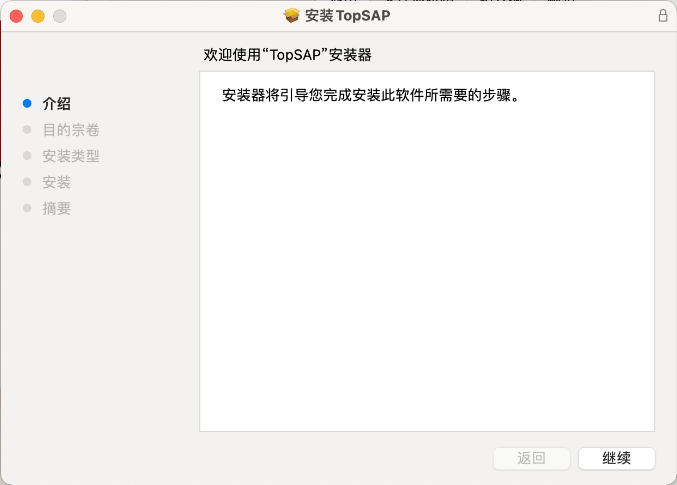 安装 TopSAP
欢迎使用“TopSAP”安装器
安装器将引导您完成安装此软件所需要的步骤。
介绍
目的宗卷
安装类型
安装
摘要
返回
继续